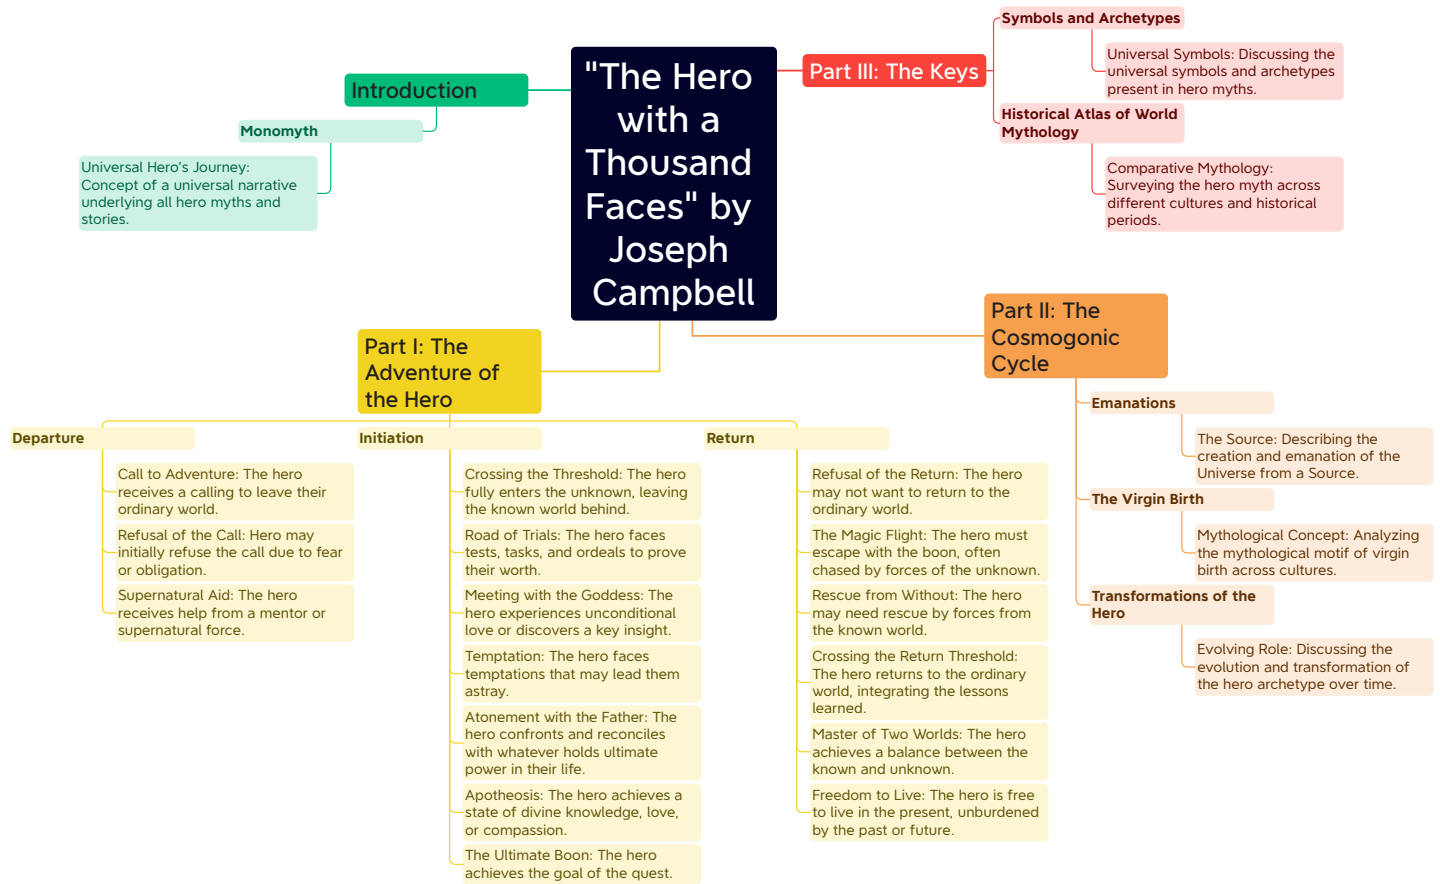 "The Hero
with a
Thousand
Faces" by
Joseph
Campbell
Introduction
Monomyth
Universal Hero's Journey:
Concept of a universal narrative
underlying all hero myths and
stories.
Part I: The
Adventure of
the Hero
Departure
Call to Adventure: The hero
receives a calling to leave their
ordinary world.
Refusal of the Call: Hero may
initially refuse the call due to fear
or obligation.
Supernatural Aid: The hero
receives help from a mentor or
supernatural force.
Initiation
Crossing the Threshold: The hero
fully enters the unknown, leaving
the known world behind.
Road of Trials: The hero faces
tests, tasks, and ordeals to prove
their worth.
Meeting with the Goddess: The
hero experiences unconditional
love or discovers a key insight.
Temptation: The hero faces
temptations that may lead them
astray.
Atonement with the Father: The
hero confronts and reconciles
with whatever holds ultimate
power in their life.
Apotheosis: The hero achieves a
state of divine knowledge, love,
or compassion.
The Ultimate Boon: The hero
achieves the goal of the quest.
Return
Refusal of the Return: The hero
may not want to return to the
ordinary world.
The Magic Flight: The hero must
escape with the boon, often
chased by forces of the unknown.
Rescue from Without: The hero
may need rescue by forces from
the known world.
Crossing the Return Threshold:
The hero returns to the ordinary
world, integrating the lessons
learned.
Master of Two Worlds: The hero
achieves a balance between the
known and unknown.
Freedom to Live: The hero is free
to live in the present, unburdened
by the past or future.
Part II: The
Cosmogonic
Cycle
Emanations
The Source: Describing the
creation and emanation of the
Universe from a Source.
The Virgin Birth
Mythological Concept: Analyzing
the mythological motif of virgin
birth across cultures.
Transformations of the
Hero
Evolving Role: Discussing the
evolution and transformation of
the hero archetype over time.
Part III: The Keys
Symbols and Archetypes
Universal Symbols: Discussing the
universal symbols and archetypes
present in hero myths.
Historical Atlas of World
Mythology
Comparative Mythology:
Surveying the hero myth across
different cultures and historical
periods.